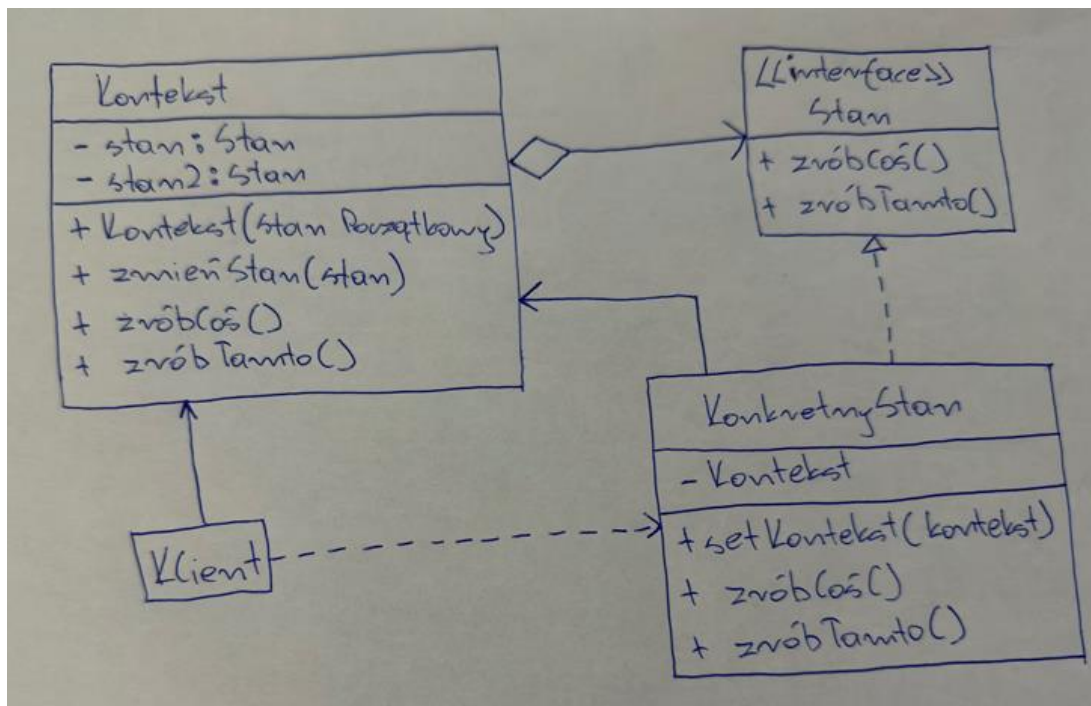 Kontekst
- stan: Stan
- stan2: Stan
+ Kontekst(Stan Początkowy)
+ zmieńStan(stan)
+ zróbCoś()
+ zróbTamto()
<<interface>>
Stan
+ zróbCoś()
+ zróbTamto()
KonkretnyStan
- Kontekst
+ setKontekst(kontekst)
+ zróbCoś()
+ zróbTamto()
Klient